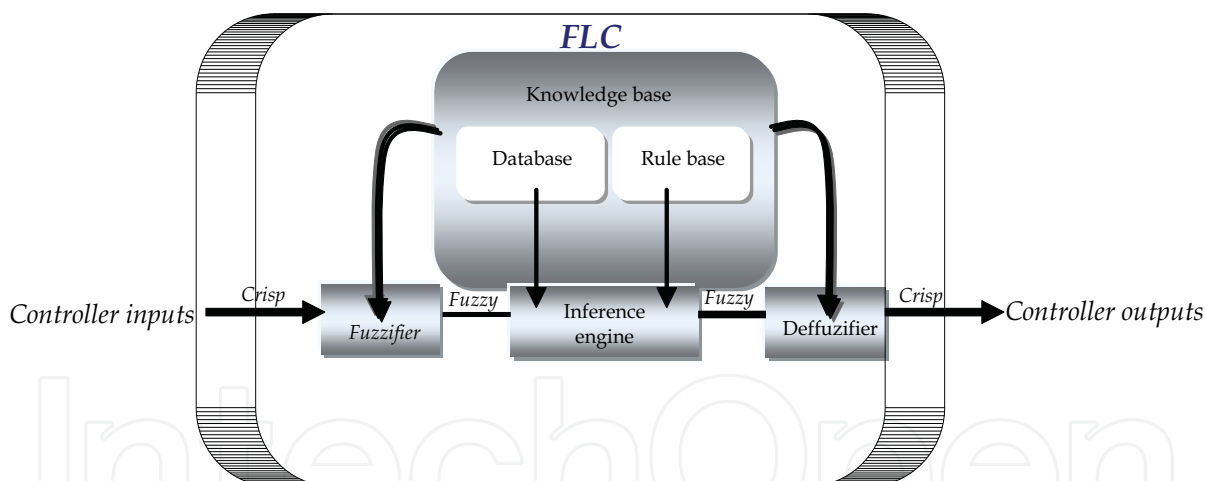 FLC
Knowledge base
Database
Rule base
Controller inputs
Crisp
Fuzzifier
Fuzzy
Inference
engine
Fuzzy
Deffuzifier
Crisp
Controller outputs
IntechOpen